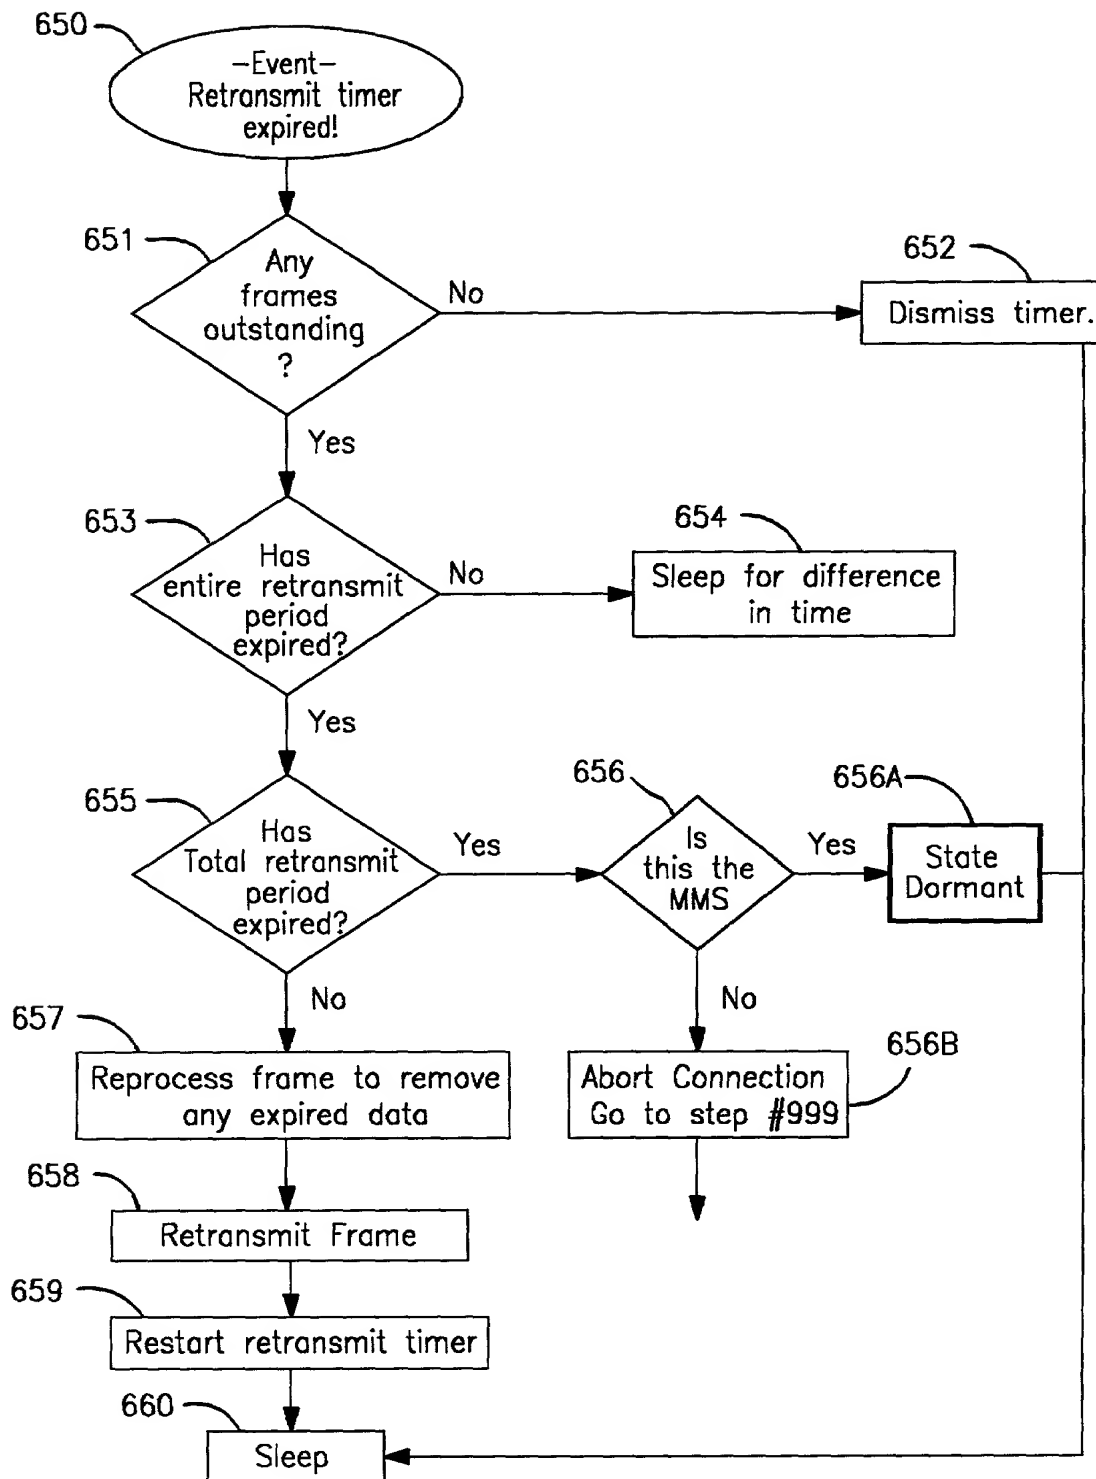 650
–Event–
Retransmit timer
expired!
651
Any
frames
outstanding
?
No
652
Dismiss timer.
Yes
653
Has
entire retransmit
period
expired?
No
654
Sleep for difference
in time
Yes
655
Has
Total retransmit
period
expired?
Yes
656
Is
this the
MMS
Yes
656A
State
Dormant
No
No
657
Reprocess frame to remove
any expired data
656B
Abort Connection
Go to step #999
658
Retransmit Frame
659
Restart retransmit timer
660
Sleep